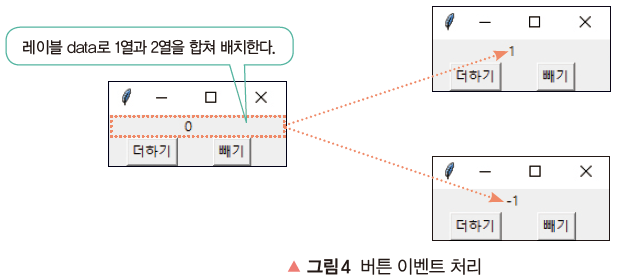 레이블 data로 1열과 2열을 합쳐 배치한다.
0
더하기 빼기
1
더하기 빼기
-1
더하기 빼기
▲ 그림4 버튼 이벤트 처리